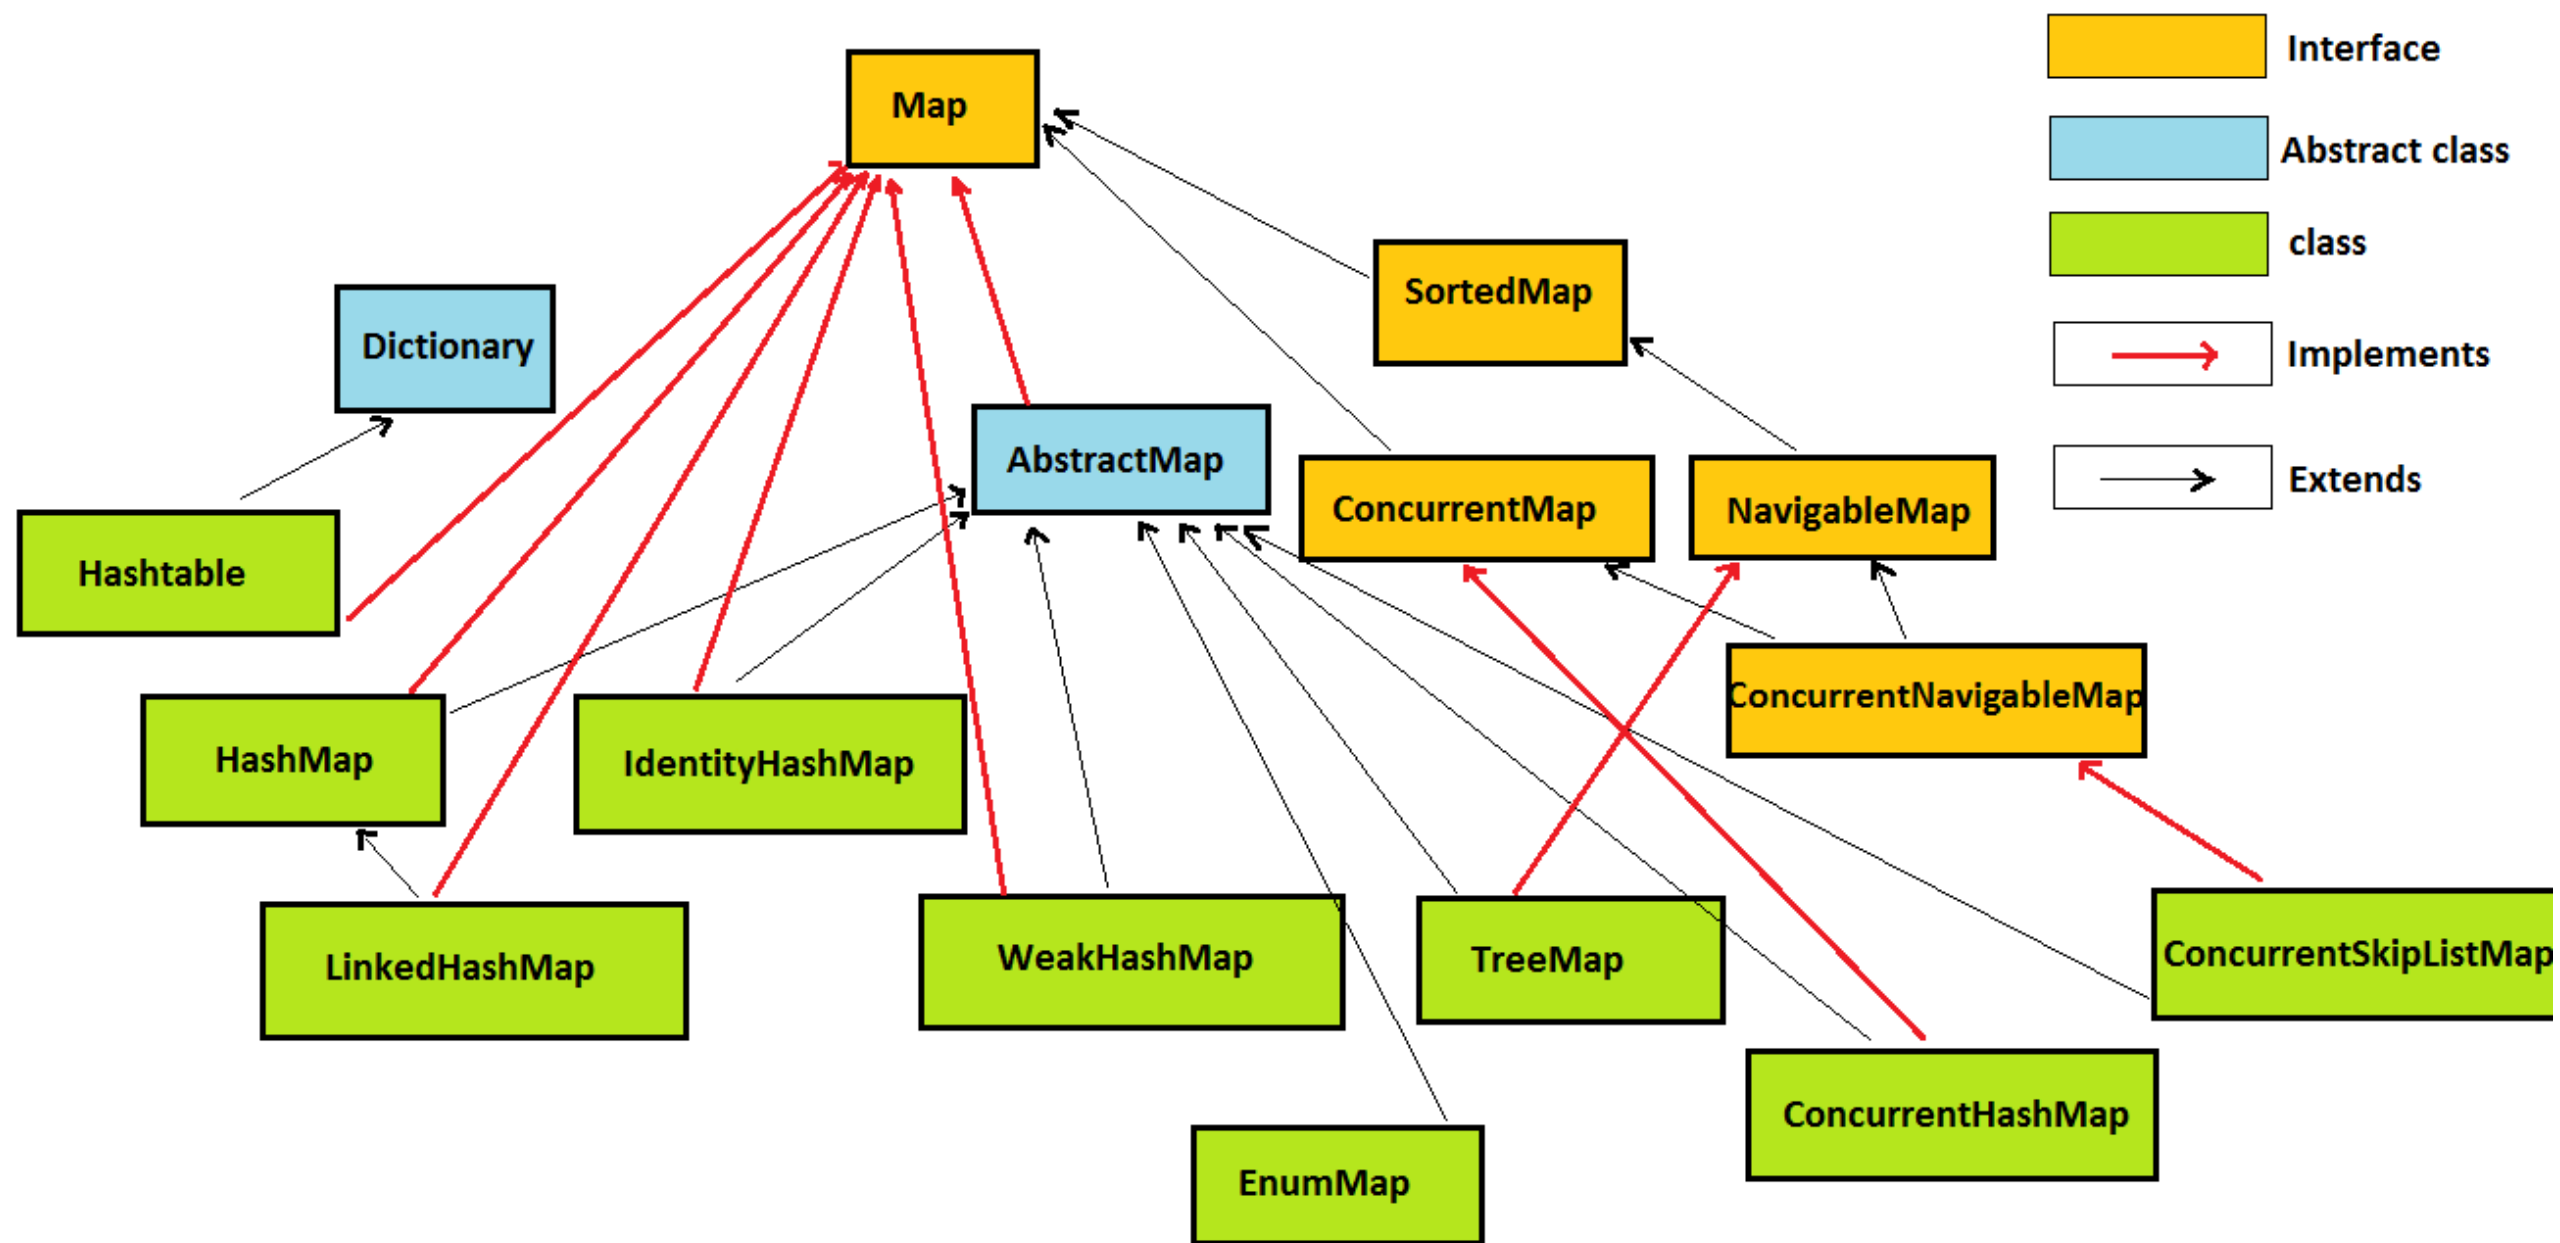 Interface
Map
Abstract class
class
SortedMap
Dictionary
Implements
AbstractMap
Extends
ConcurrentMap
NavigableMap
Hashtable
ConcurrentNavigableMap
HashMap
IdentityHashMap
LinkedHashMap
WeakHashMap
TreeMap
ConcurrentSkipListMap
ConcurrentHashMap
EnumMap